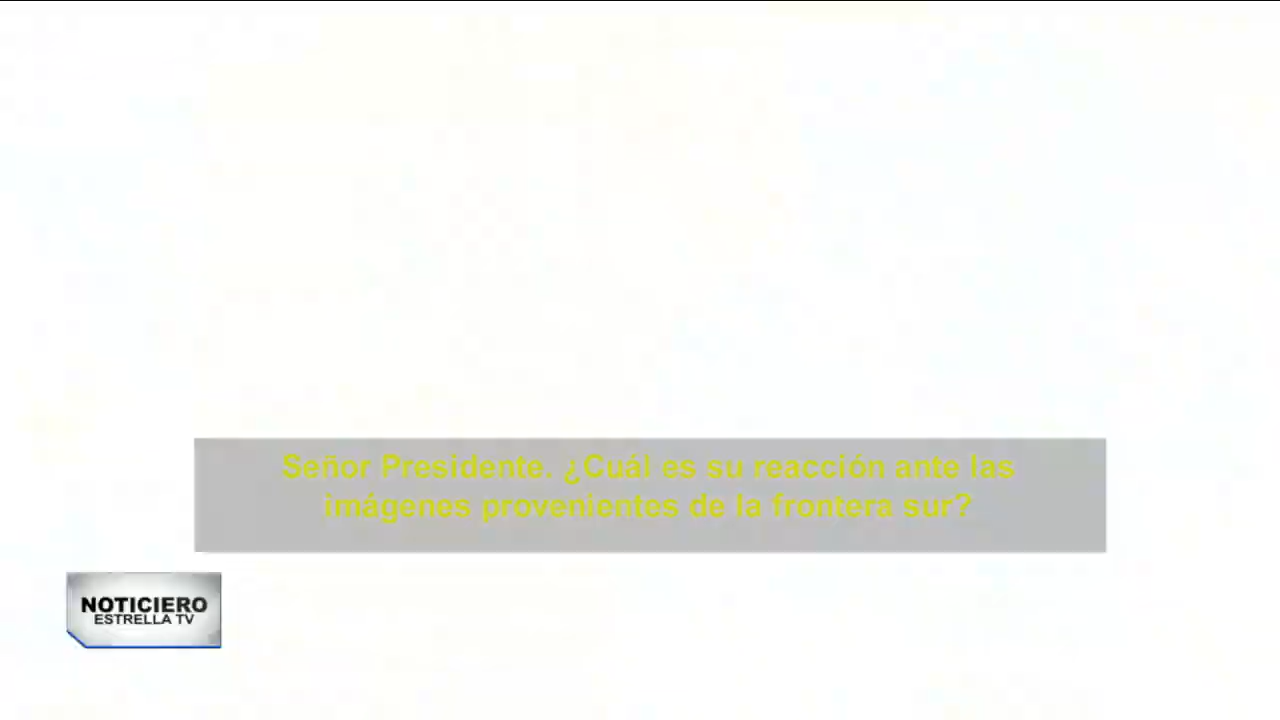 Señor Presidente. ¿Cuál es su reacción ante las
imágenes provenientes de la frontera sur?
NOTICIERO
ESTRELLA TV